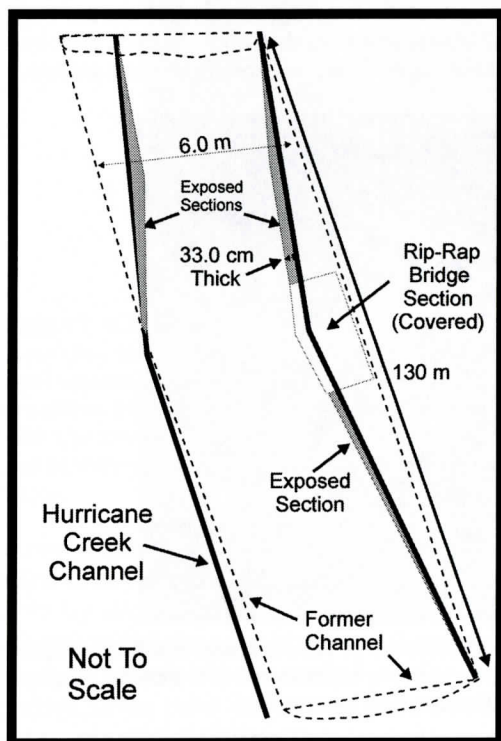 6.0 m
Exposed
Sections
33.0 cm
Thick
Rip-Rap
Bridge
Section
(Covered)
130 m
Exposed
Section
Hurricane
Creek
Channel
Former
Channel
Not To
Scale